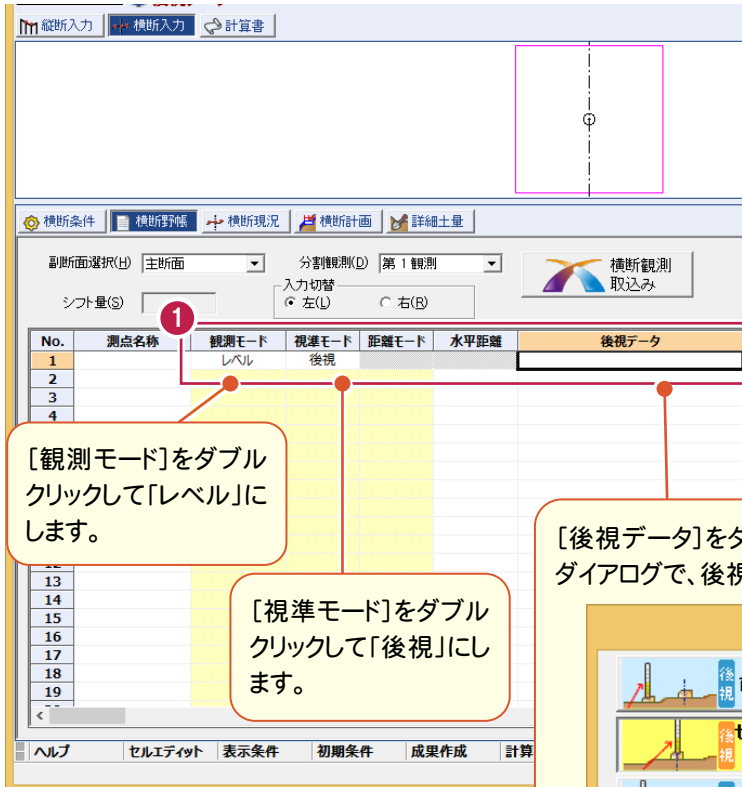 縦断入力 横断入力 計算書
横断条件 横断野帳 横断現況 横断計画 詳細土量
副断面選択(H) 主断面 分割観測(D) 第1観測
横断観測
取込み
シフト量(S) 入力切替
左(L) 右(R)
1
No. 測点名称 観測モード 視準モード 距離モード 水平距離 後視データ
1 レベル 後視
2
3
4
[観測モード]をダブル
クリックして「レベル」に
します。
13
14
15
16
17
18
19
[視準モード]をダブル
クリックして「後視」にし
ます。
[後視データ]をダ
ダイアログで、後視
後視
後視
ヘルプ セルエディット 表示条件 初期条件 成果作成 計算